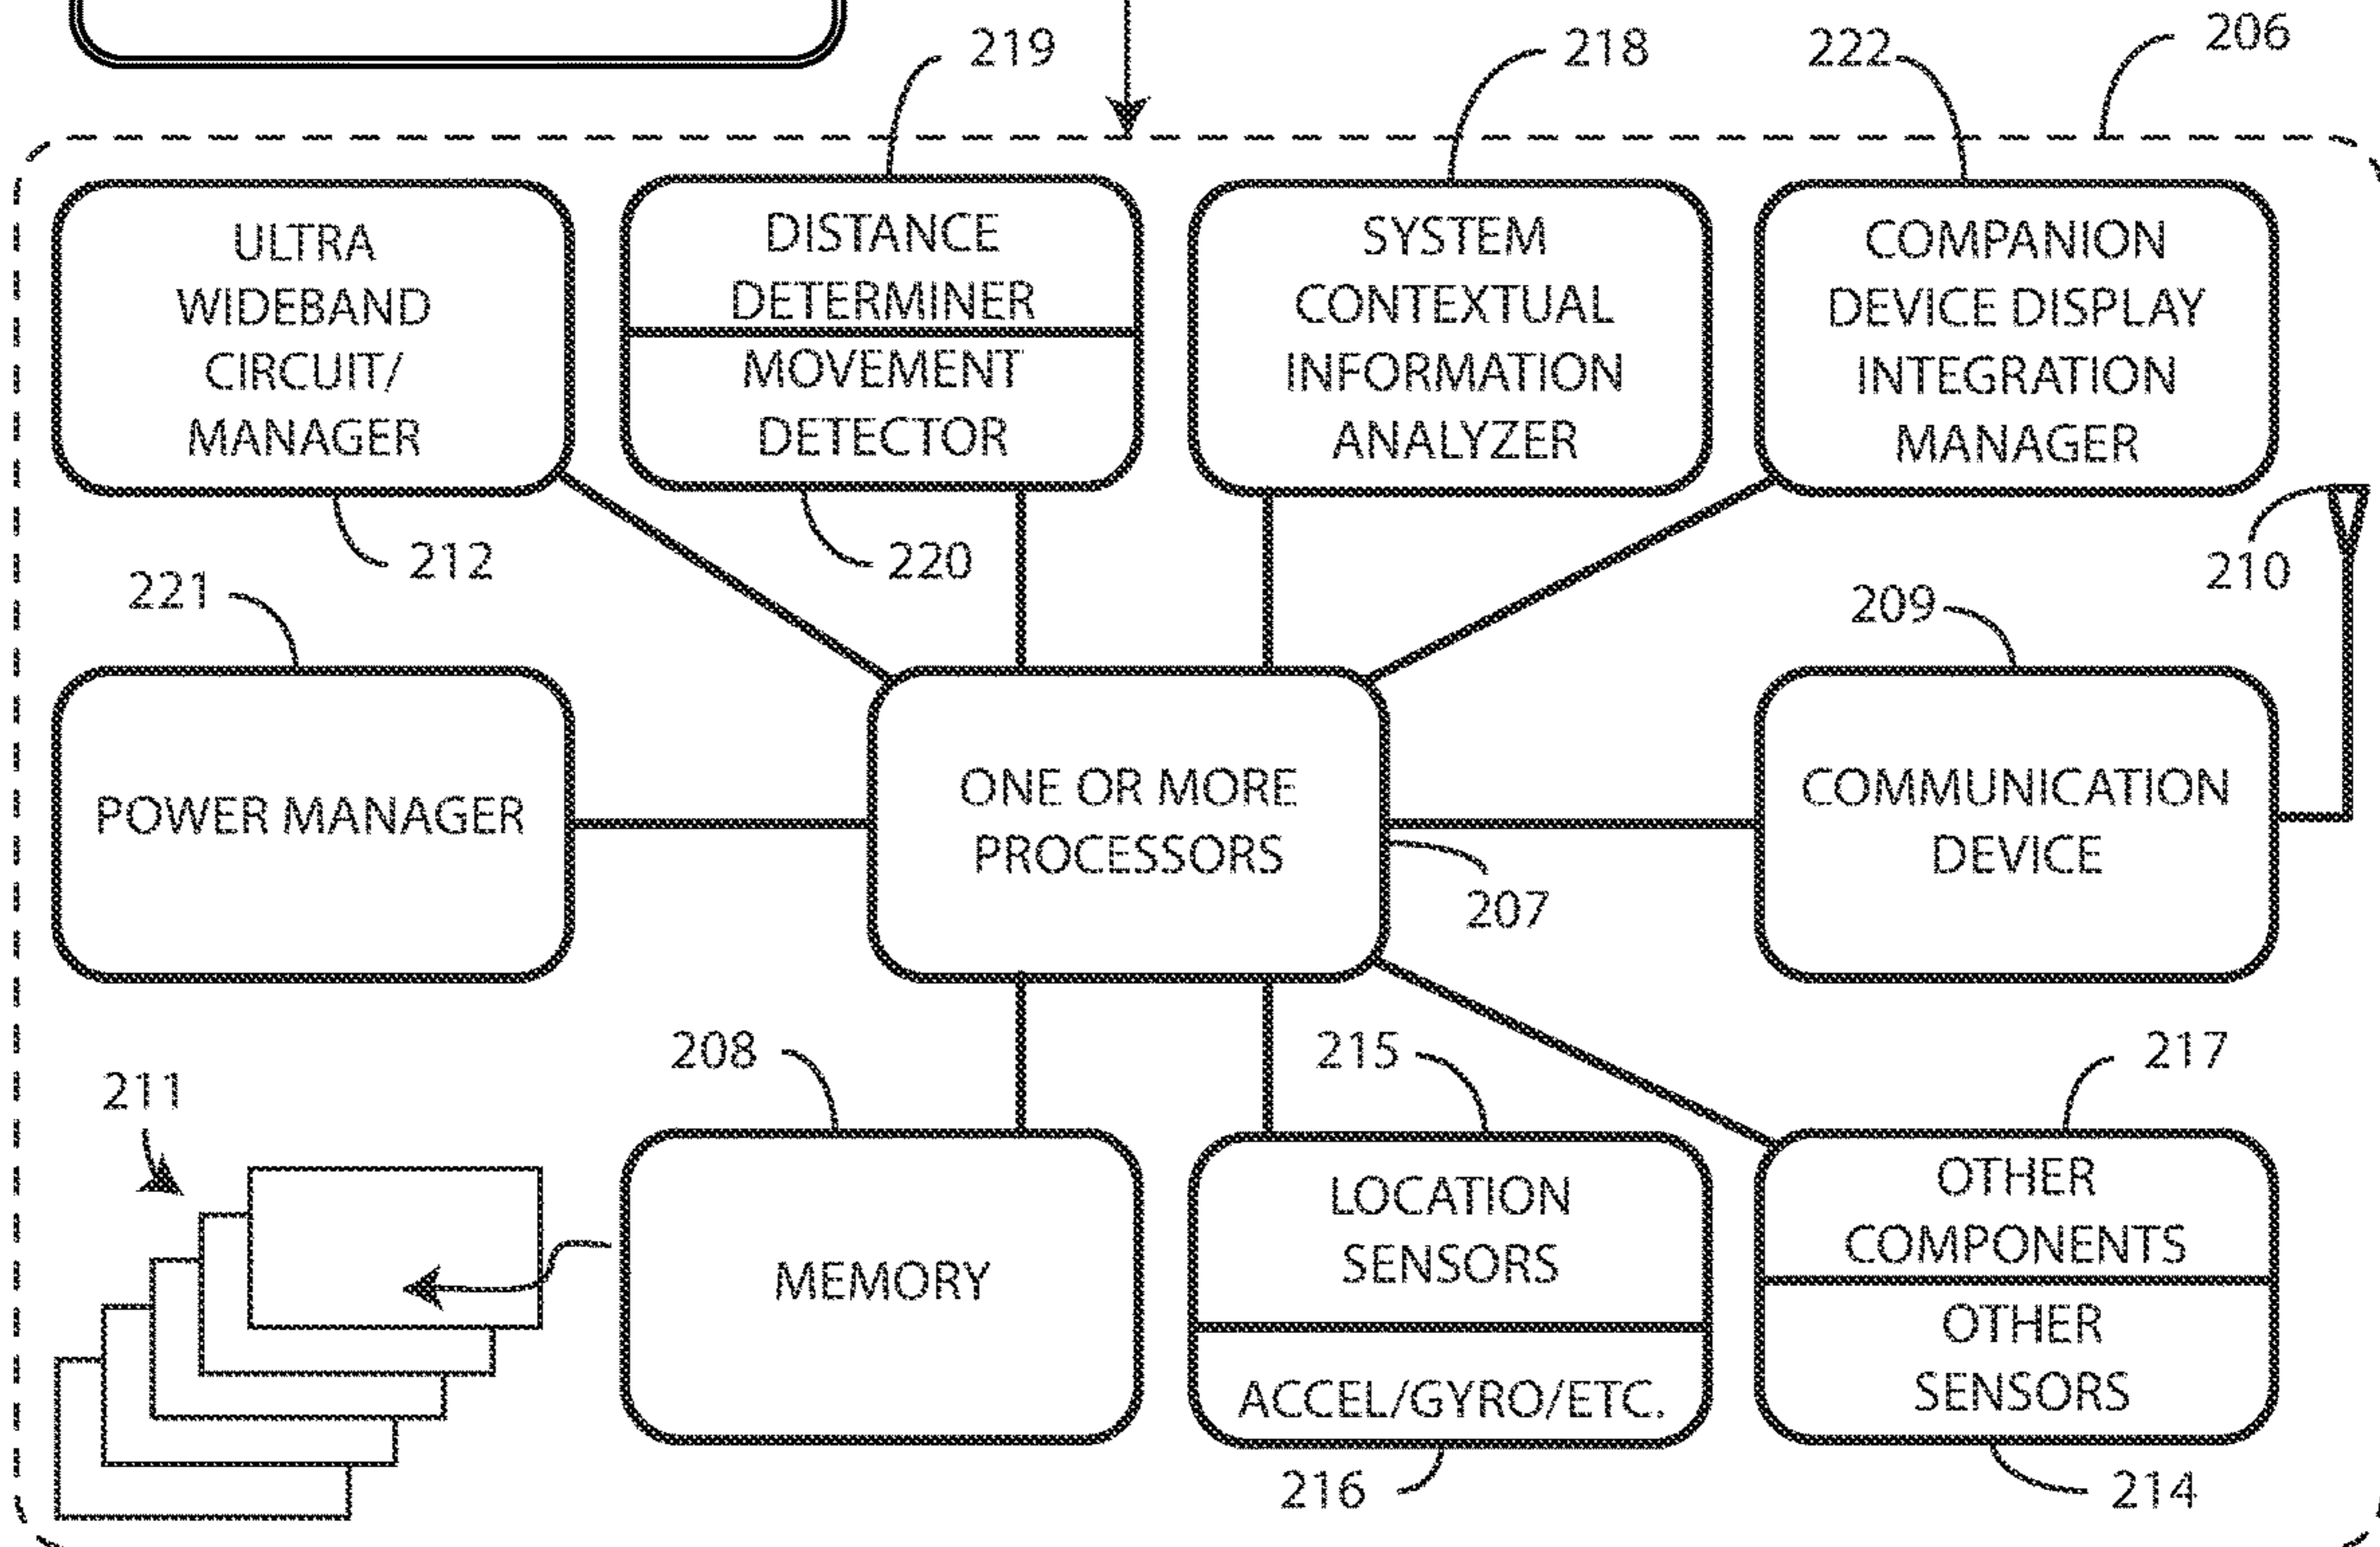 219
218
222
206
ULTRA
WIDEBAND
CIRCUIT/
MANAGER
DISTANCE
DETERMINER
MOVEMENT
DETECTOR
SYSTEM
CONTEXTUAL
INFORMATION
ANALYZER
COMPANION
DEVICE DISPLAY
INTEGRATION
MANAGER
212
220
210
221
209
POWER MANAGER
ONE OR MORE
PROCESSORS
COMMUNICATION
DEVICE
207
208
215
217
211
MEMORY
LOCATION
SENSORS
ACCEL/GYRO/ETC.
OTHER
COMPONENTS
OTHER
SENSORS
216
214